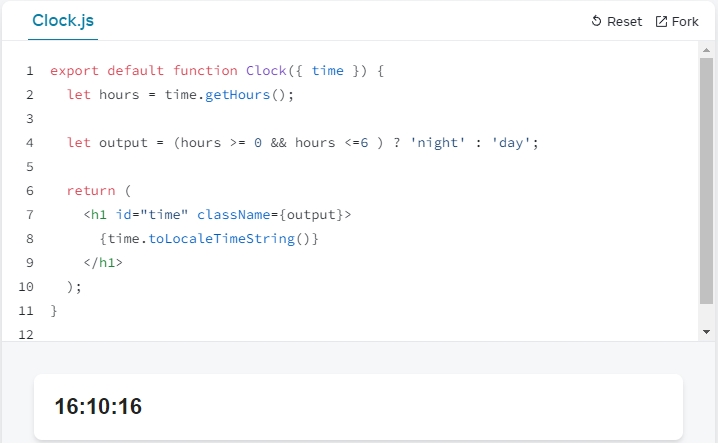 Clock.js
Reset Fork
1 export default function Clock({ time }) {
2   let hours = time.getHours();
3
4   let output = (hours >= 0 && hours <=6 ) ? 'night' : 'day';
5
6   return (
7     <h1 id="time" className={output}>
8       {time.toLocaleTimeString()}
9     </h1>
10   );
11 }
12
16:10:16